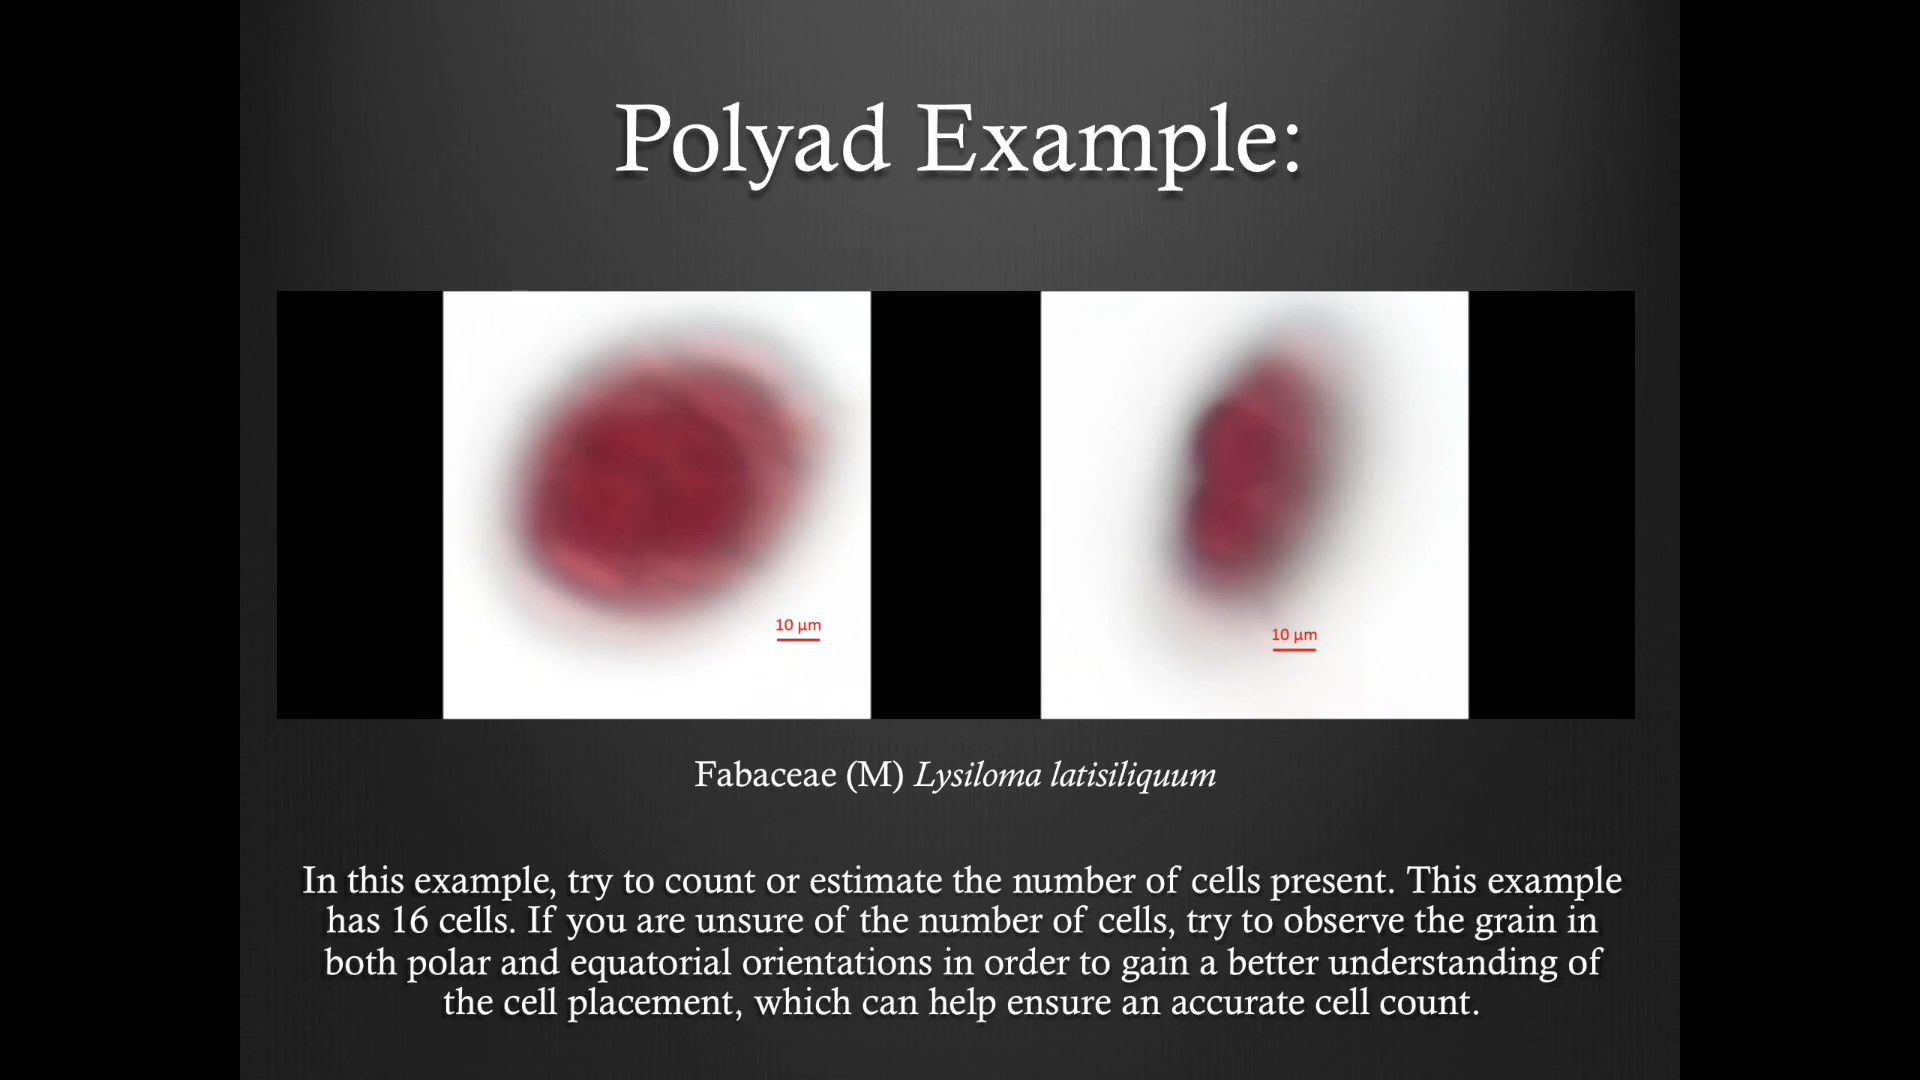 Polyad Example:
10 µm
10 µm
Fabaceae (M) Lysiloma latisiliquum
In this example, try to count or estimate the number of cells present. This example
has 16 cells. If you are unsure of the number of cells, try to observe the grain in
both polar and equatorial orientations in order to gain a better understanding of
the cell placement, which can help ensure an accurate cell count.